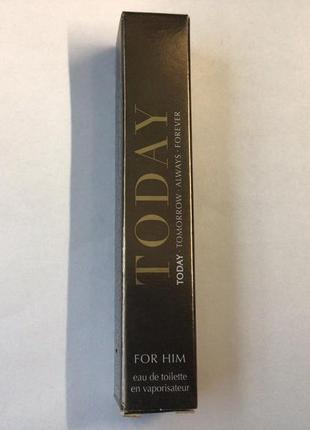 TODAY
TODAY · TOMORROW · ALWAYS · FOREVER
FOR HIM
eau de toilette
en vaporisateur